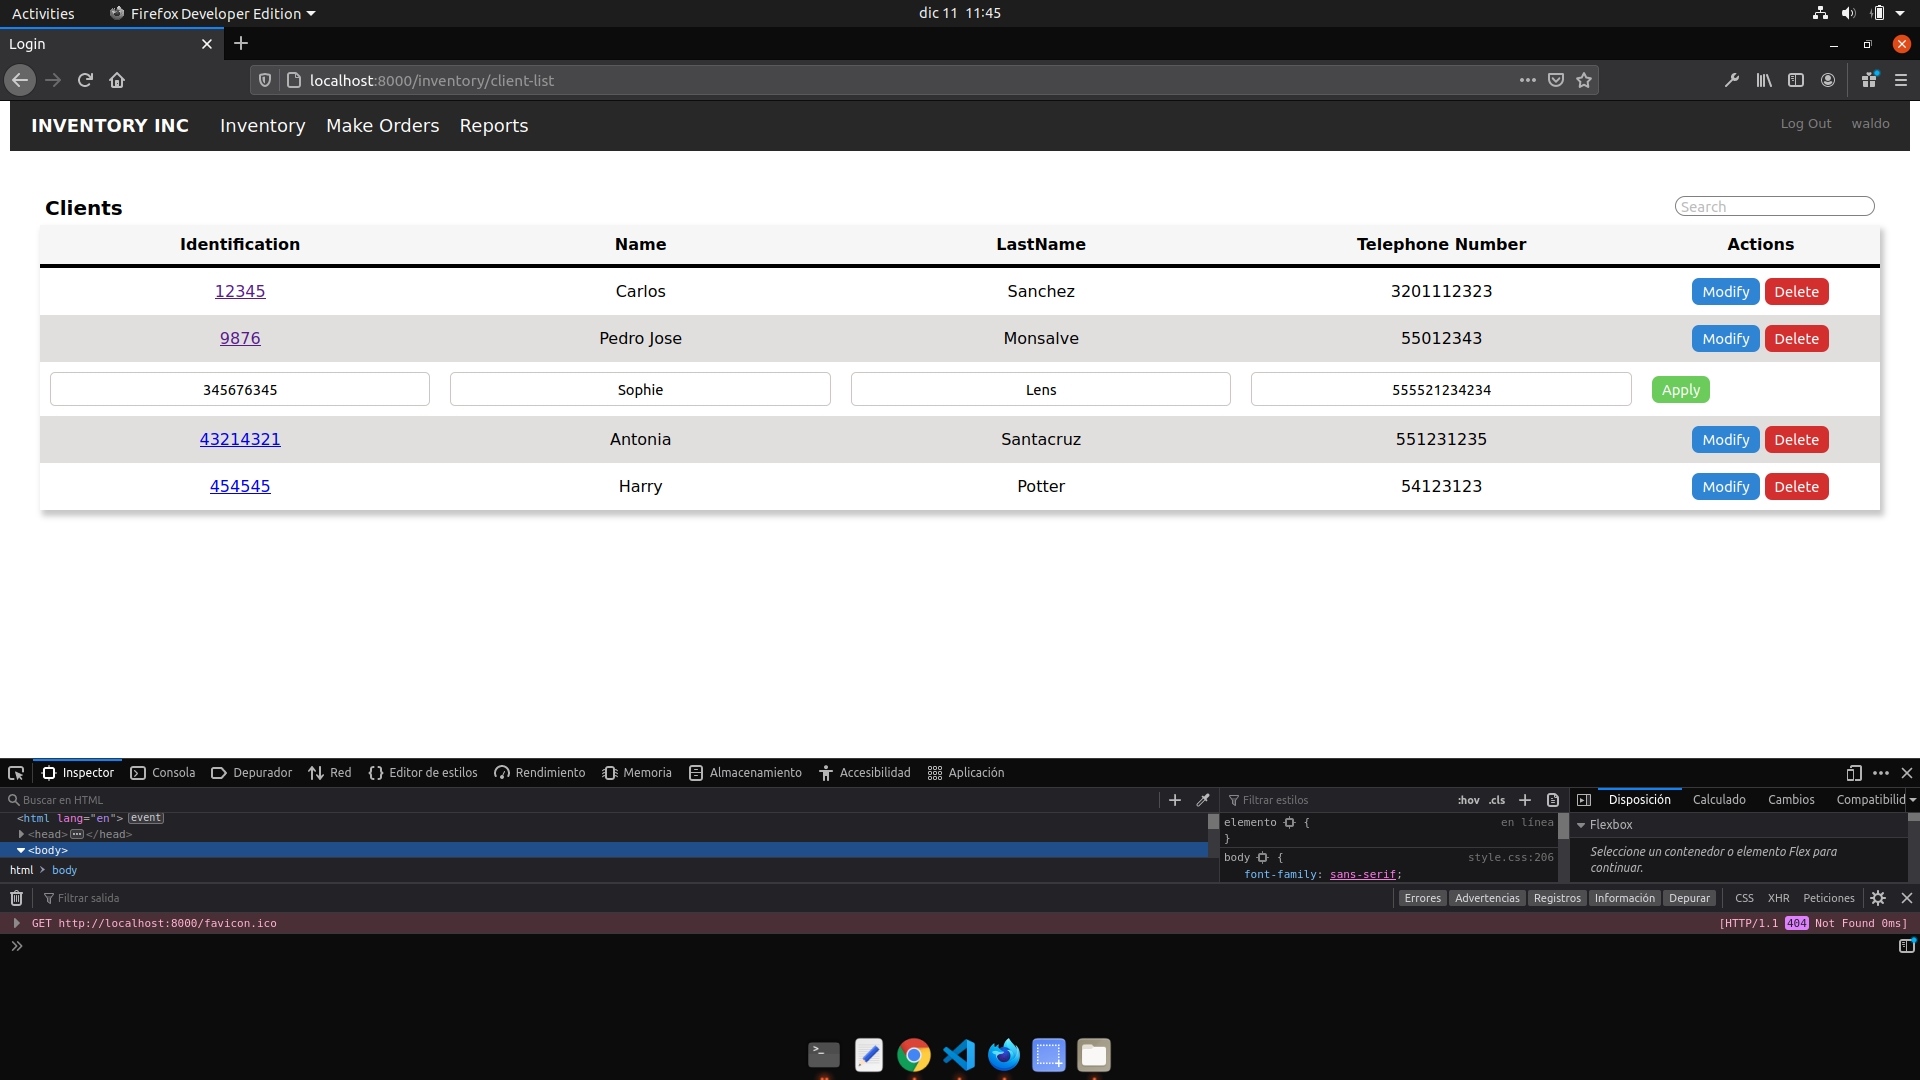 Activities Firefox Developer Edition dic 11 11:45
Login
localhost:8000/inventory/client-list
INVENTORY INC Inventory Make Orders Reports Log Out waldo
Clients Search
Identification Name LastName Telephone Number Actions
12345 Carlos Sanchez 3201112323 Modify Delete
9876 Pedro Jose Monsalve 55012343 Modify Delete
345676345 Sophie Lens 555521234234 Apply
43214321 Antonia Santacruz 551231235 Modify Delete
454545 Harry Potter 54123123 Modify Delete
Inspector Consola Depurador Red Editor de estilos Rendimiento Memoria Almacenamiento Accesibilidad Aplicación
Buscar en HTML Filtrar estilos :hov .cls Disposición Calculado Cambios Compatibilid
<html lang="en"> event
<head> </head>
<body>
html > body
elemento { en línea
}
body { style.css:206
font-family: sans-serif;
Flexbox
Seleccione un contenedor o elemento Flex para
continuar.
Filtrar salida Errores Advertencias Registros Información Depurar CSS XHR Peticiones
GET http://localhost:8000/favicon.ico [HTTP/1.1 404 Not Found 0ms]